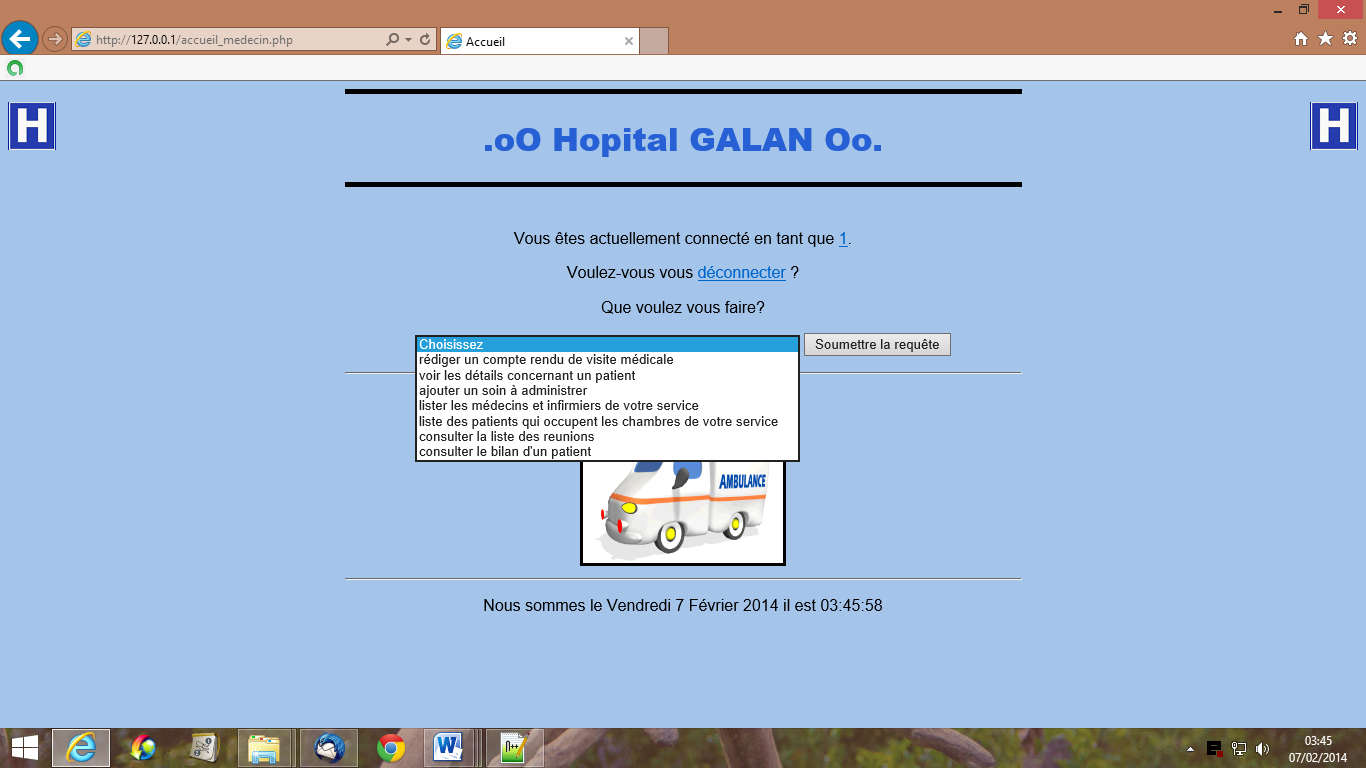 http://127.0.0.1/accueil_medecin.php
Accueil
H
H
.oO Hopital GALAN Oo.
Vous êtes actuellement connecté en tant que 1.
Voulez-vous vous déconnecter ?
Que voulez vous faire?
Choisissez
Soumettre la requête
rédiger un compte rendu de visite médicale
voir les détails concernant un patient
ajouter un soin à administrer
lister les médecins et infirmiers de votre service
liste des patients qui occupent les chambres de votre service
consulter la liste des reunions
consulter le bilan d'un patient
AMBULANCE
Nous sommes le Vendredi 7 Février 2014 il est 03:45:58
03:45
07/02/2014